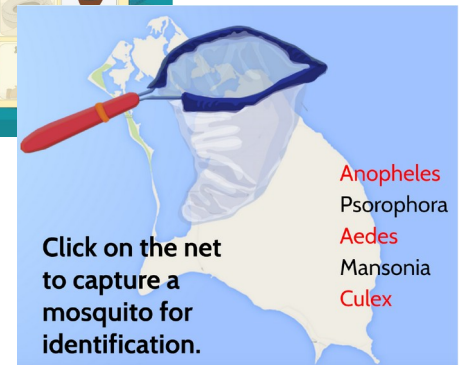 Anopheles
Psorophora
Aedes
Mansonia
Culex
Click on the net
to capture a
mosquito for
identification.